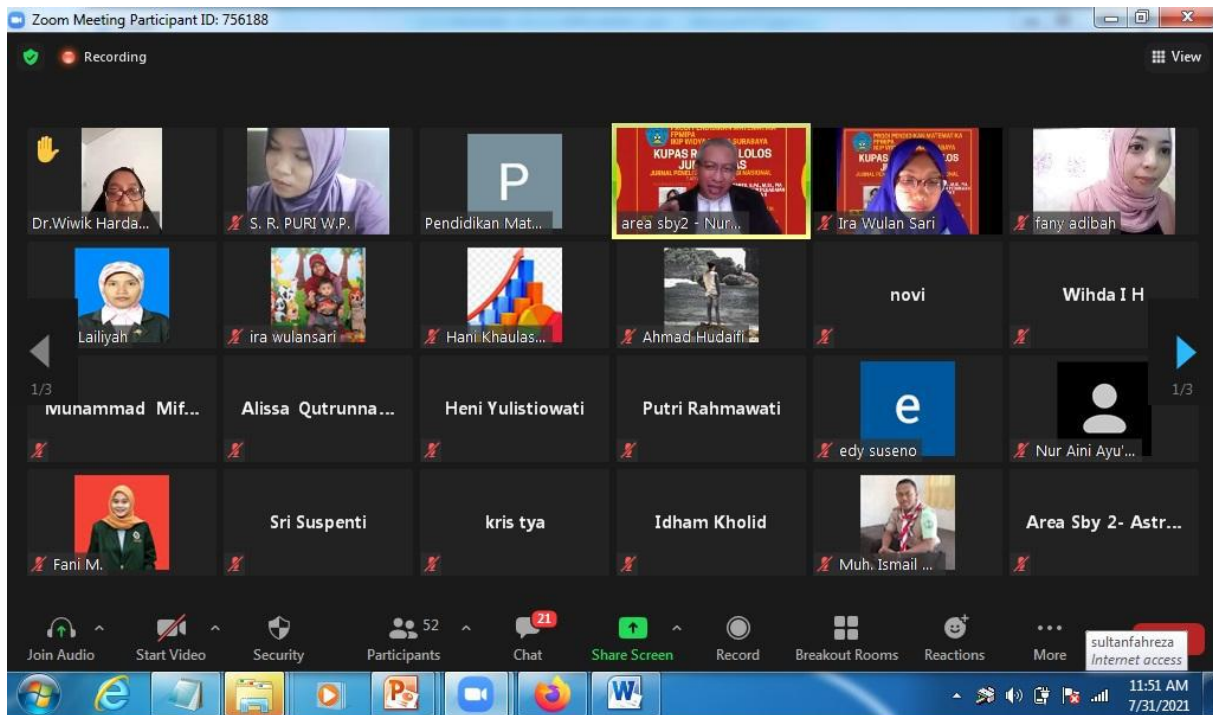 Zoom Meeting Participant ID: 756188
Recording
View
Dr.Wiwik Harda...
S. R. PURI W.P.
P
Pendidikan Mat...
KUPAS
LOLOS
area sby2 - Nur...
KUPAS
Ira Wulan Sari
fany adibah
Lailiyah
ira wulansari
Hani Khaulas...
Ahmad Hudaifi
novi
Wihda I H
1/3
Muhammad Mif...
Alissa Qutrunna...
Heni Yulistiowati
Putri Rahmawati
e
edy suseno
Nur Aini Ayu'...
1/3
Fani M.
Sri Suspenti
kris tya
Idham Kholid
Muh. Ismail ...
Area Sby 2- Astr...
Join Audio
Start Video
Security
52
Participants
21
Chat
Share Screen
Record
Breakout Rooms
Reactions
More
sultanfahreza
Internet access
11:51 AM
7/31/2021